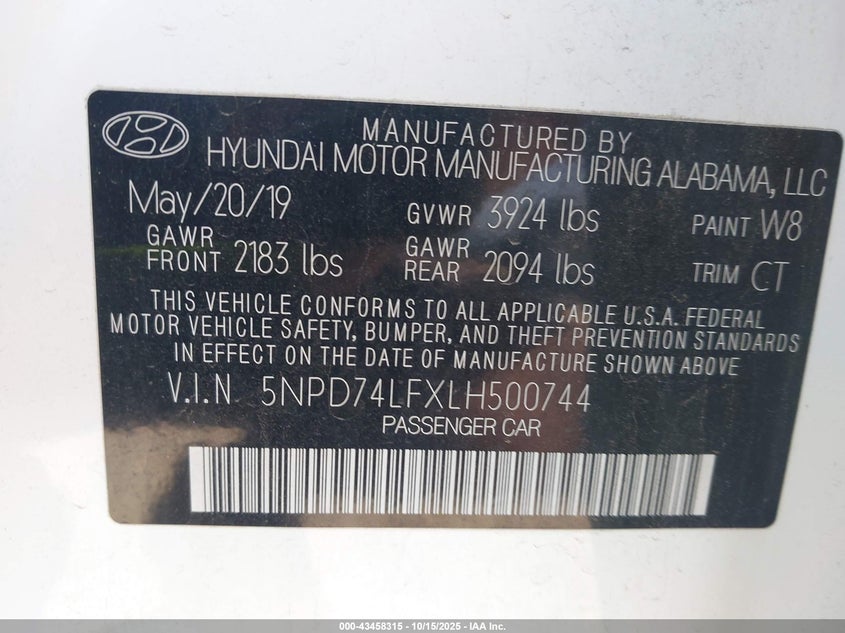 MANUFACTURED BY
HYUNDAI MOTOR MANUFACTURING ALABAMA, LLC
May/20/19 GVWR 3924 lbs PAINT W8
GAWR FRONT 2183 lbs GAWR REAR 2094 lbs TRIM CT
THIS VEHICLE CONFORMS TO ALL APPLICABLE U.S.A. FEDERAL
MOTOR VEHICLE SAFETY, BUMPER, AND THEFT PREVENTION STANDARDS
IN EFFECT ON THE DATE OF MANUFACTURE SHOWN ABOVE
V.I.N. 5NPD74LFXLH500744
PASSENGER CAR
000-43458315 - 10/15/2025 - IAA Inc.